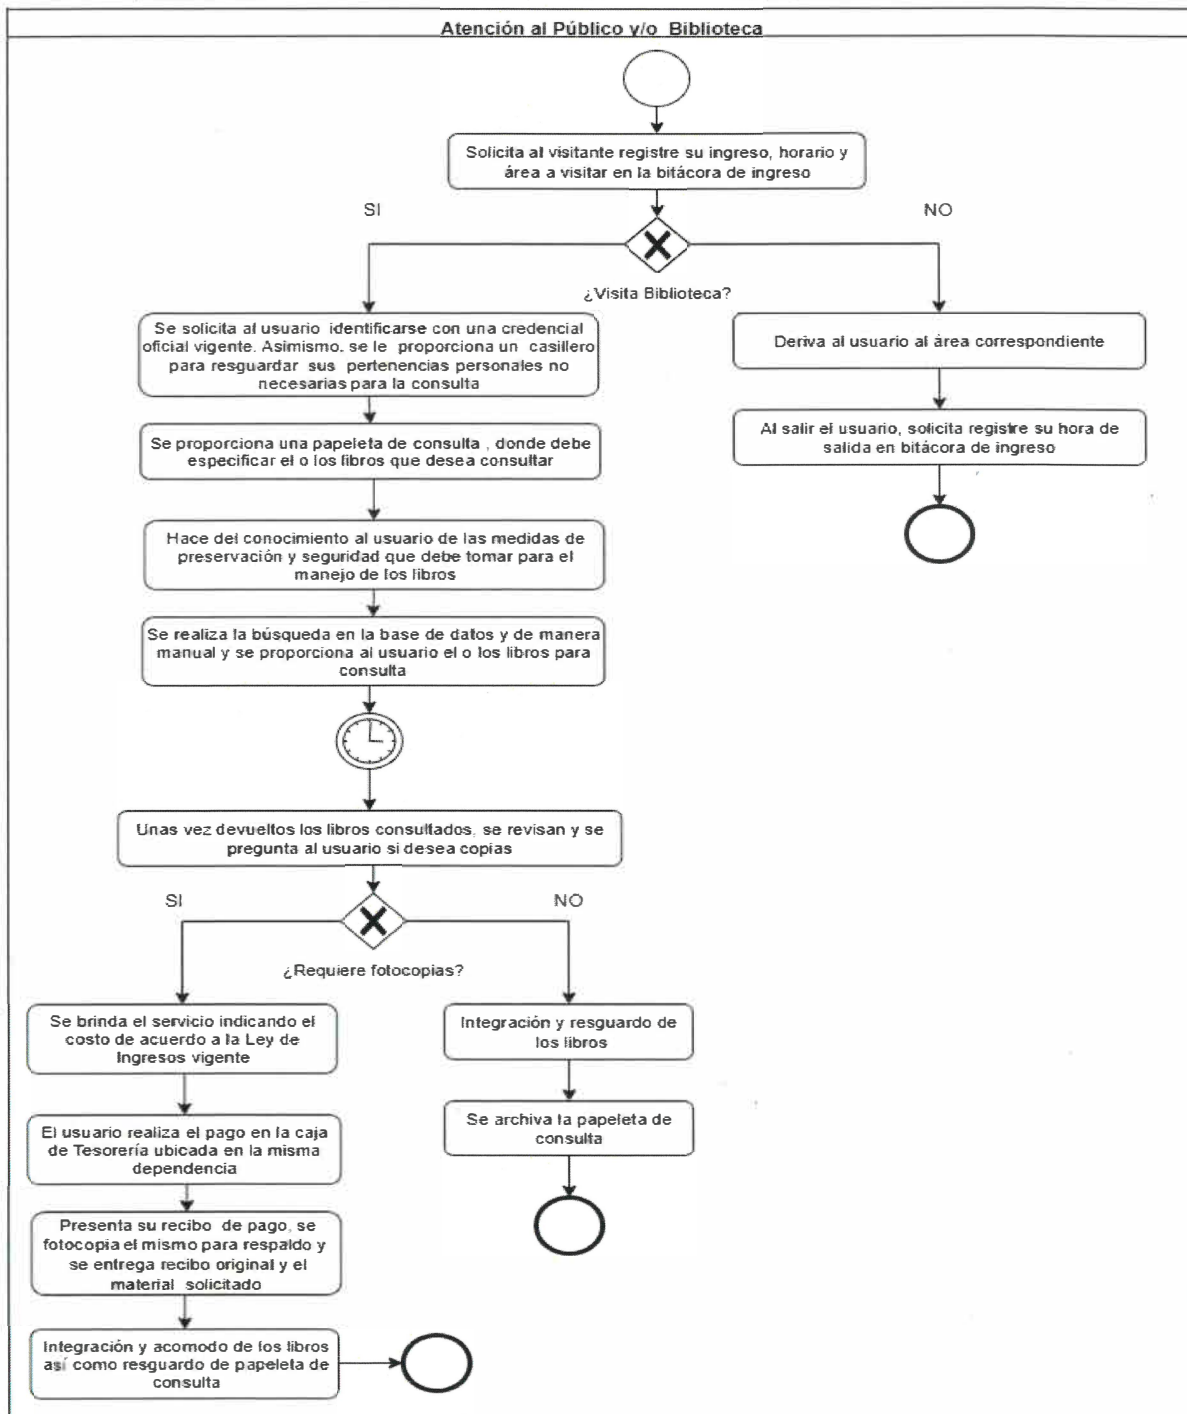 Atención al Público y/o Biblioteca
Solicita al visitante registre su ingreso, horario y
área a visitar en la bitácora de ingreso
SI
NO
¿Visita Biblioteca?
Se solicita al usuario identificarse con una credencial
oficial vigente. Asimismo. se le proporciona un casillero
para resguardar sus pertenencias personales no
necesarias para la consulta
Deriva al usuario al área correspondiente
Se proporciona una papeleta de consulta , donde debe
especificar el o los libros que desea consultar
Al salir el usuario, solicita registre su hora de
salida en bitácora de ingreso
Hace del conocimiento al usuario de las medidas de
preservación y seguridad que debe tomar para el
manejo de los libros
Se realiza la búsqueda en la base de datos y de manera
manual y se proporciona al usuario el o los libros para
consulta
Unas vez devueltos los libros consultados, se revisan y se
pregunta al usuario si desea copias
SI
NO
¿Requiere fotocopias?
Se brinda el servicio indicando el
costo de acuerdo a la Ley de
Ingresos vigente
Integración y resguardo de
los libros
El usuario realiza el pago en la caja
de Tesorería ubicada en la misma
dependencia
Se archiva la papeleta de
consulta
Presenta su recibo de pago, se
fotocopia el mismo para respaldo y
se entrega recibo original y el
material solicitado
Integración y acomodo de los libros
así como resguardo de papeleta de
consulta